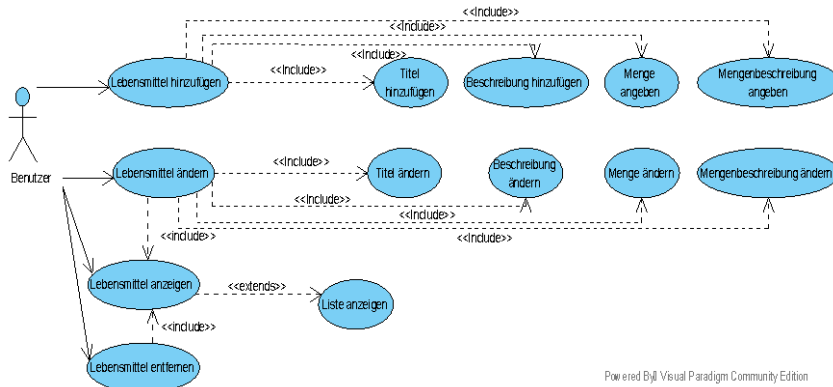 <<Include>>
<<Include>>
<<Include>>
Lebensmittel hinzufügen
<<Include>>
Titel
hinzufügen
Beschreibung hinzufügen
Menge
angeben
Mengenbeschreibung
angeben
Benutzer
Lebensmittel ändern
<<Include>>
Titel ändern
Beschreibung
ändern
Menge ändern
Mengenbeschreibung ändern
<<Include>>
<<Include>>
<<include>>
<<Include>>
Lebensmittel anzeigen
<<extends>>
Liste anzeigen
<<include>>
Lebensmittel entfernen
Powered By Visual Paradigm Community Edition